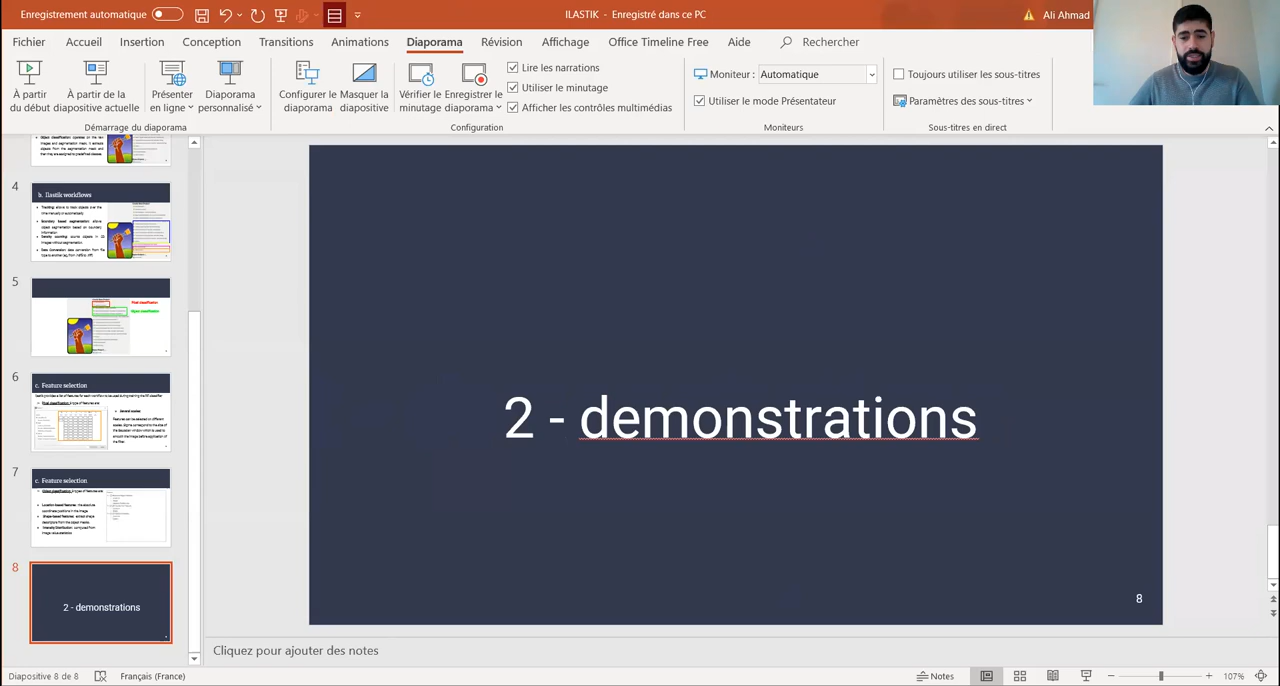 Enregistrement automatique
ILASTIK - Enregistré dans ce PC
Ali Ahmad
Fichier Accueil Insertion Conception Transitions Animations Diaporama Révision Affichage Office Timeline Free Aide Rechercher
À partir du début
À partir de la diapositive actuelle
Présenter en ligne
Diaporama personnalisé
Démarrage du diaporama
Configurer le diaporama
Masquer la diapositive
Vérifier le minutage
Enregistrer le diaporama
Lire les narrations
Utiliser le minutage
Afficher les contrôles multimédias
Configuration
Moniteur : Automatique
Utiliser le mode Présentateur
Moniteurs
Toujours utiliser les sous-titres
Paramètres des sous-titres
Sous-titres en direct
4
b. Ilastik workflows
5
Pixel classification
Object classification
6
c. Feature selection
7
c. Feature selection
8
2 - demonstrations
2 - demonstrations
8
Cliquez pour ajouter des notes
Diapositive 8 de 8
Français (France)
Notes
107%